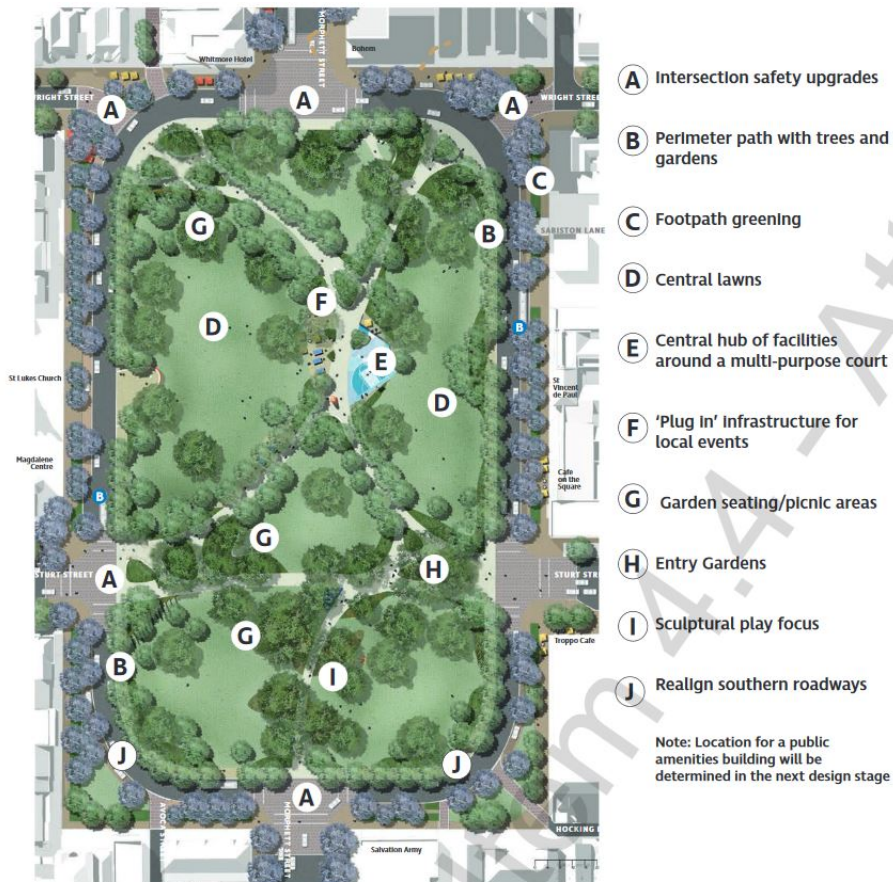 MORPHETT STREET
Whitmore Hotel
Bohem
WRIGHT STREET
A
A
A
WRIGHT STREET
C
SABISTON LANE
G
B
F
D
B
E
D
St Lukes Church
St Vincent de Paul
Magdalene Centre
Cafe on the Square
B
G
STURT STREET
A
H
STURT STR
G
Troppo Cafe
B
I
J
J
A
MORPHETT STREET
HOCKING
Salvation Army
A Intersection safety upgrades
B Perimeter path with trees and
gardens
C Footpath greening
D Central lawns
E Central hub of facilities
around a multi-purpose court
F ‘Plug in’ infrastructure for
local events
G Garden seating/picnic areas
H Entry Gardens
I Sculptural play focus
J Realign southern roadways
Note: Location for a public
amenities building will be
determined in the next design stage
4.4 - At